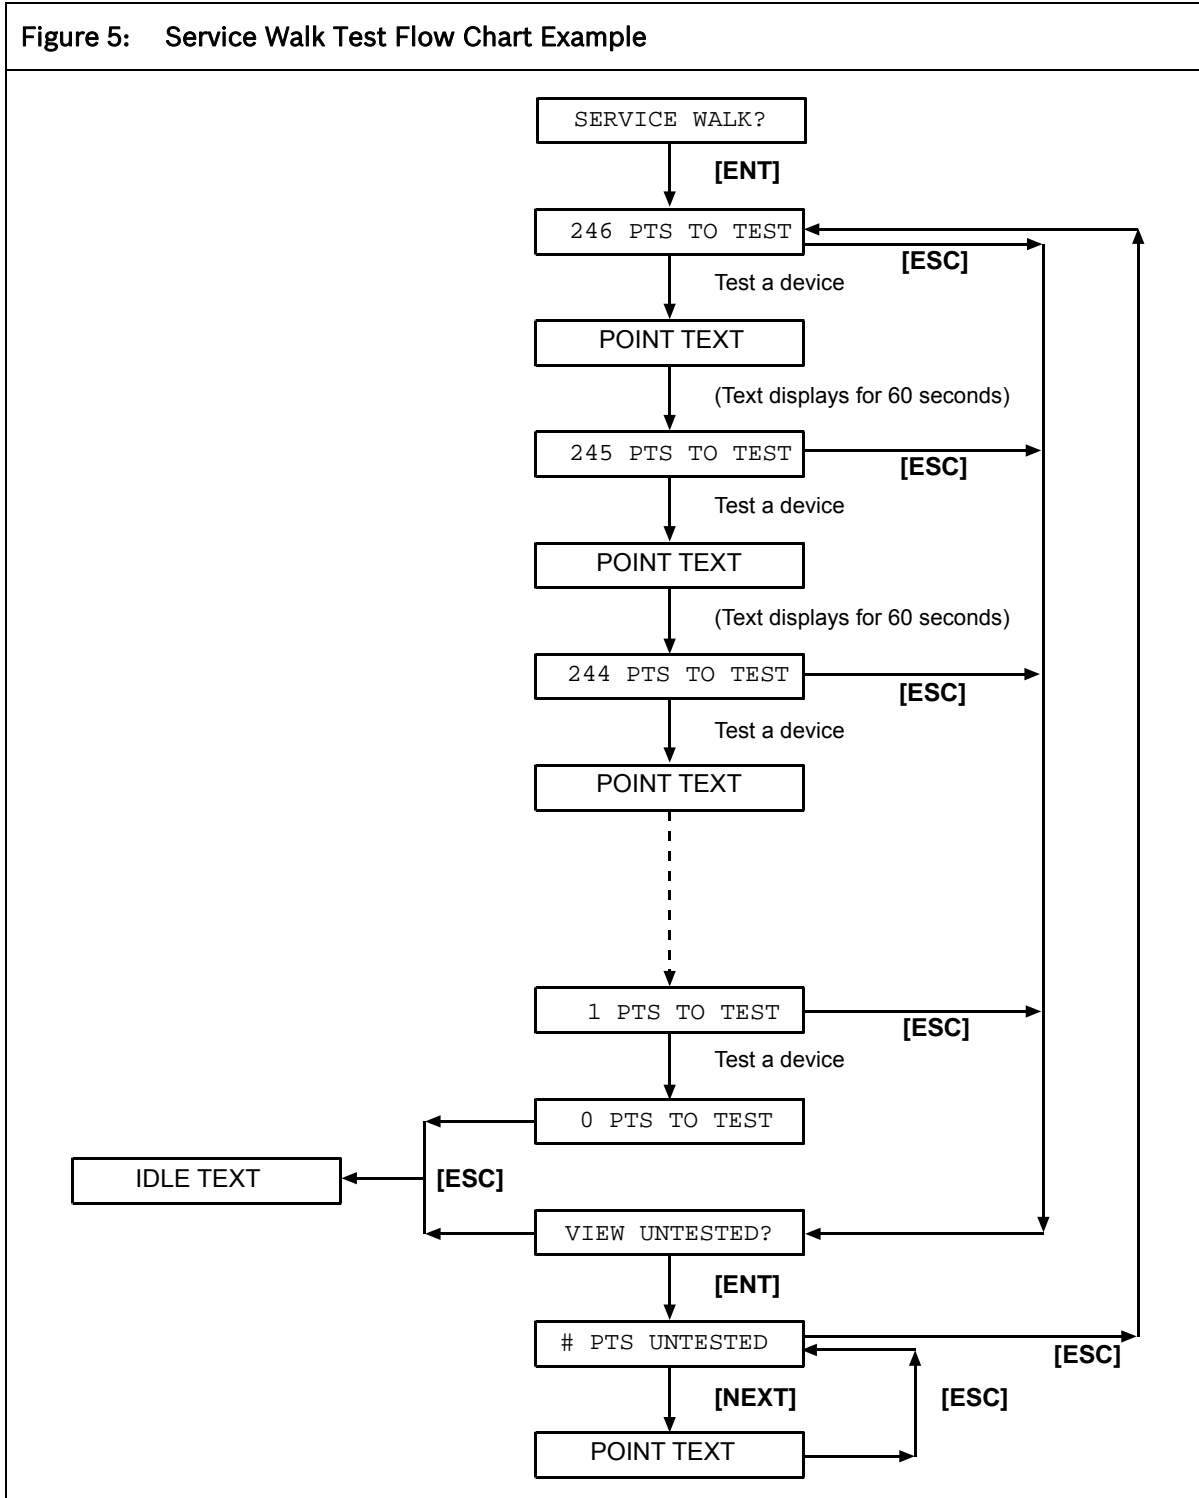 Figure 5: Service Walk Test Flow Chart Example
SERVICE WALK?
[ENT]
246 PTS TO TEST
[ESC]
Test a device
POINT TEXT
(Text displays for 60 seconds)
245 PTS TO TEST
[ESC]
Test a device
POINT TEXT
(Text displays for 60 seconds)
244 PTS TO TEST
[ESC]
Test a device
POINT TEXT
1 PTS TO TEST
[ESC]
Test a device
0 PTS TO TEST
IDLE TEXT
[ESC]
VIEW UNTESTED?
[ENT]
# PTS UNTESTED
[ESC]
[NEXT]
[ESC]
POINT TEXT